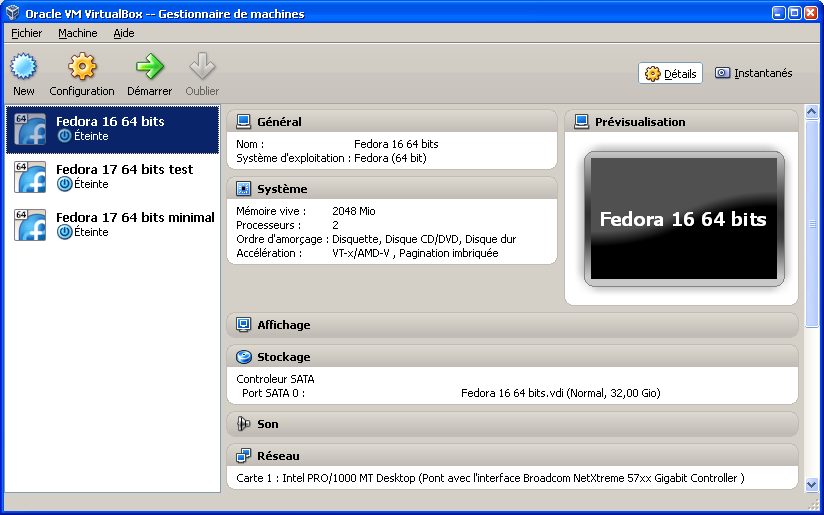 Oracle VM VirtualBox -- Gestionnaire de machines
Fichier Machine Aide
New Configuration Démarrer Oublier
Détails Instantanés
64 Fedora 16 64 bits
Éteinte
64 Fedora 17 64 bits test
Éteinte
64 Fedora 17 64 bits minimal
Éteinte
Général
Nom : Fedora 16 64 bits
Système d'exploitation : Fedora (64 bit)
Système
Mémoire vive : 2048 Mio
Processeurs : 2
Ordre d'amorçage : Disquette, Disque CD/DVD, Disque dur
Accélération : VT-x/AMD-V , Pagination imbriquée
Prévisualisation
Fedora 16 64 bits
Affichage
Stockage
Controleur SATA
Port SATA 0 : Fedora 16 64 bits.vdi (Normal, 32,00 Gio)
Son
Réseau
Carte 1 : Intel PRO/1000 MT Desktop (Pont avec l'interface Broadcom NetXtreme 57xx Gigabit Controller )